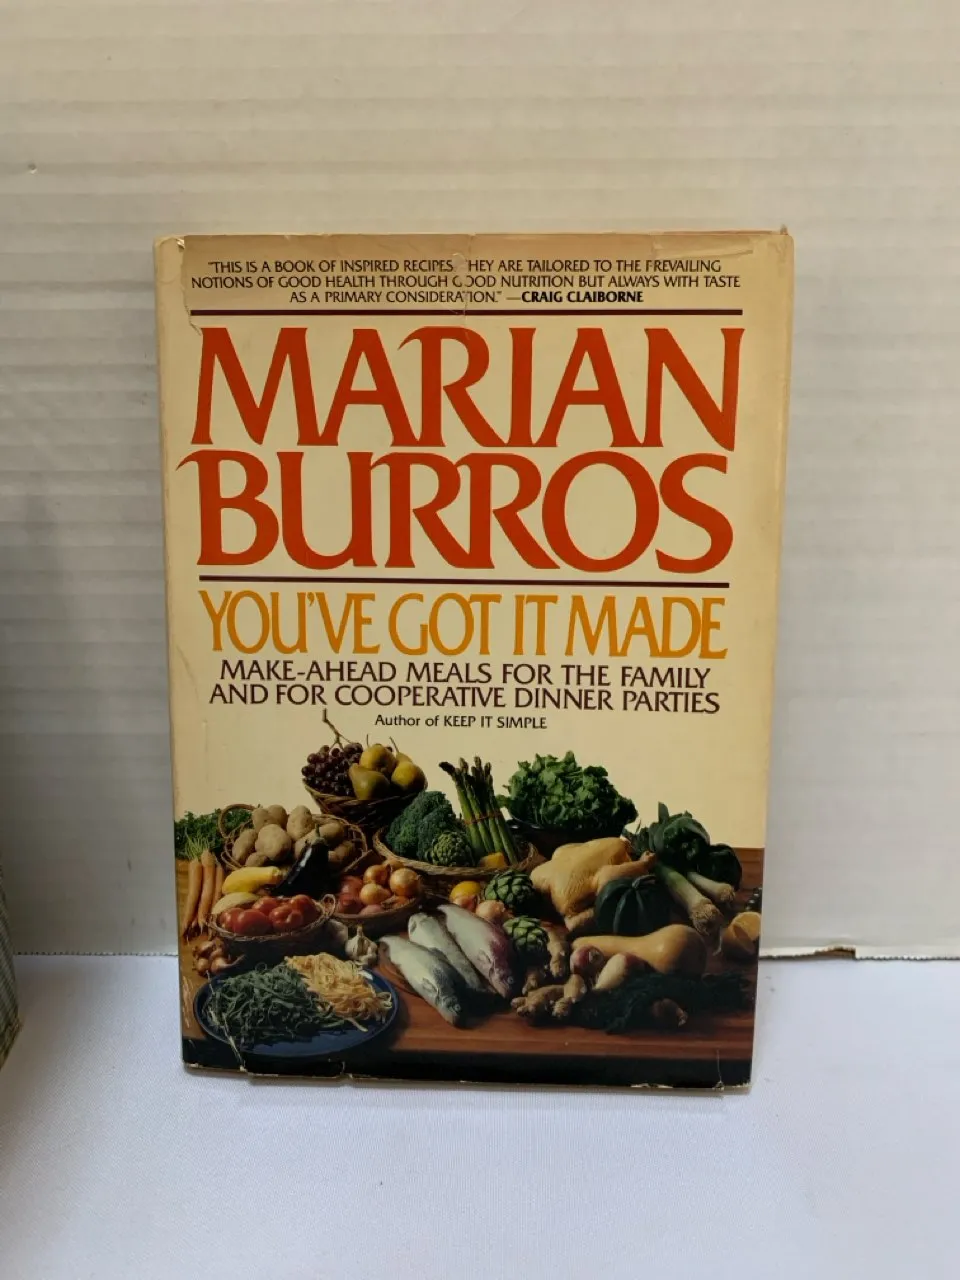 "THIS IS A BOOK OF INSPIRED RECIPES HEY ARE TAILORED TO THE PREVAILING
NOTIONS OF GOOD HEALTH THROUGH GOOD NUTRITION BUT ALWAYS WITH TASTE
AS A PRIMARY CONSIDERATION." —CRAIG CLAIBORNE
MARIAN
BURROS
YOU'VE GOT IT MADE
MAKE-AHEAD MEALS FOR THE FAMILY
AND FOR COOPERATIVE DINNER PARTIES
Author of KEEP IT SIMPLE